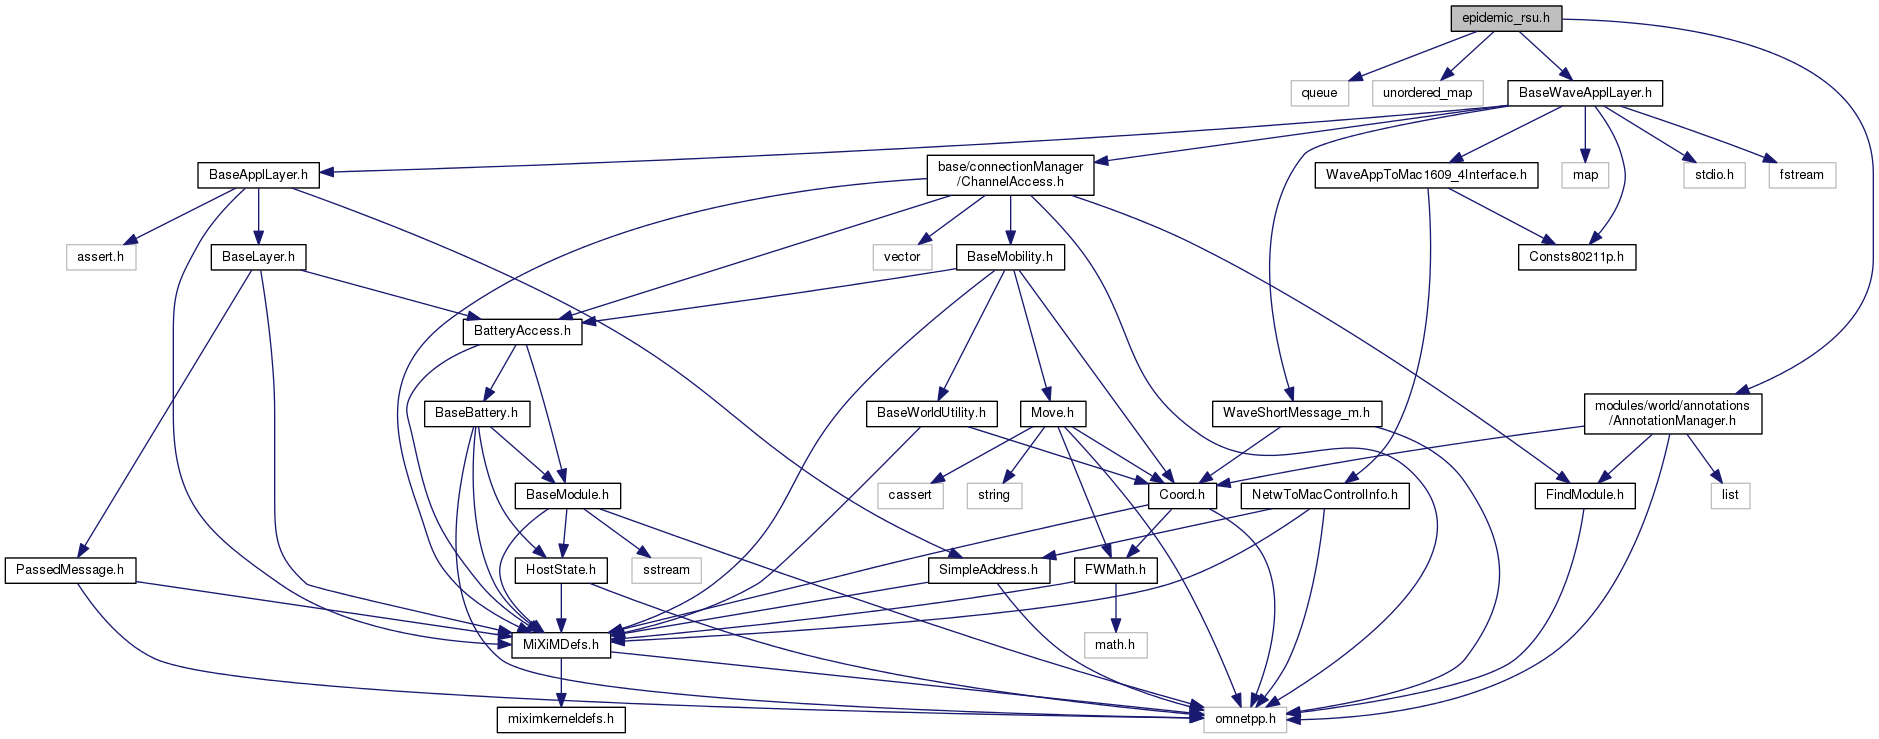 epidemic_rsu.h
queue
unordered_map
BaseWaveApplLayer.h
BaseApplLayer.h
base/connectionManager
/ChannelAccess.h
WaveAppToMac1609_4Interface.h
map
stdio.h
fstream
assert.h
BaseLayer.h
vector
BaseMobility.h
Consts80211p.h
BatteryAccess.h
BaseBattery.h
BaseWorldUtility.h
Move.h
WaveShortMessage_m.h
modules/world/annotations
/AnnotationManager.h
BaseModule.h
cassert
string
Coord.h
NetwToMacControlInfo.h
FindModule.h
list
PassedMessage.h
HostState.h
sstream
SimpleAddress.h
FWMath.h
MiXiMDefs.h
math.h
miximkerneldefs.h
omnetpp.h